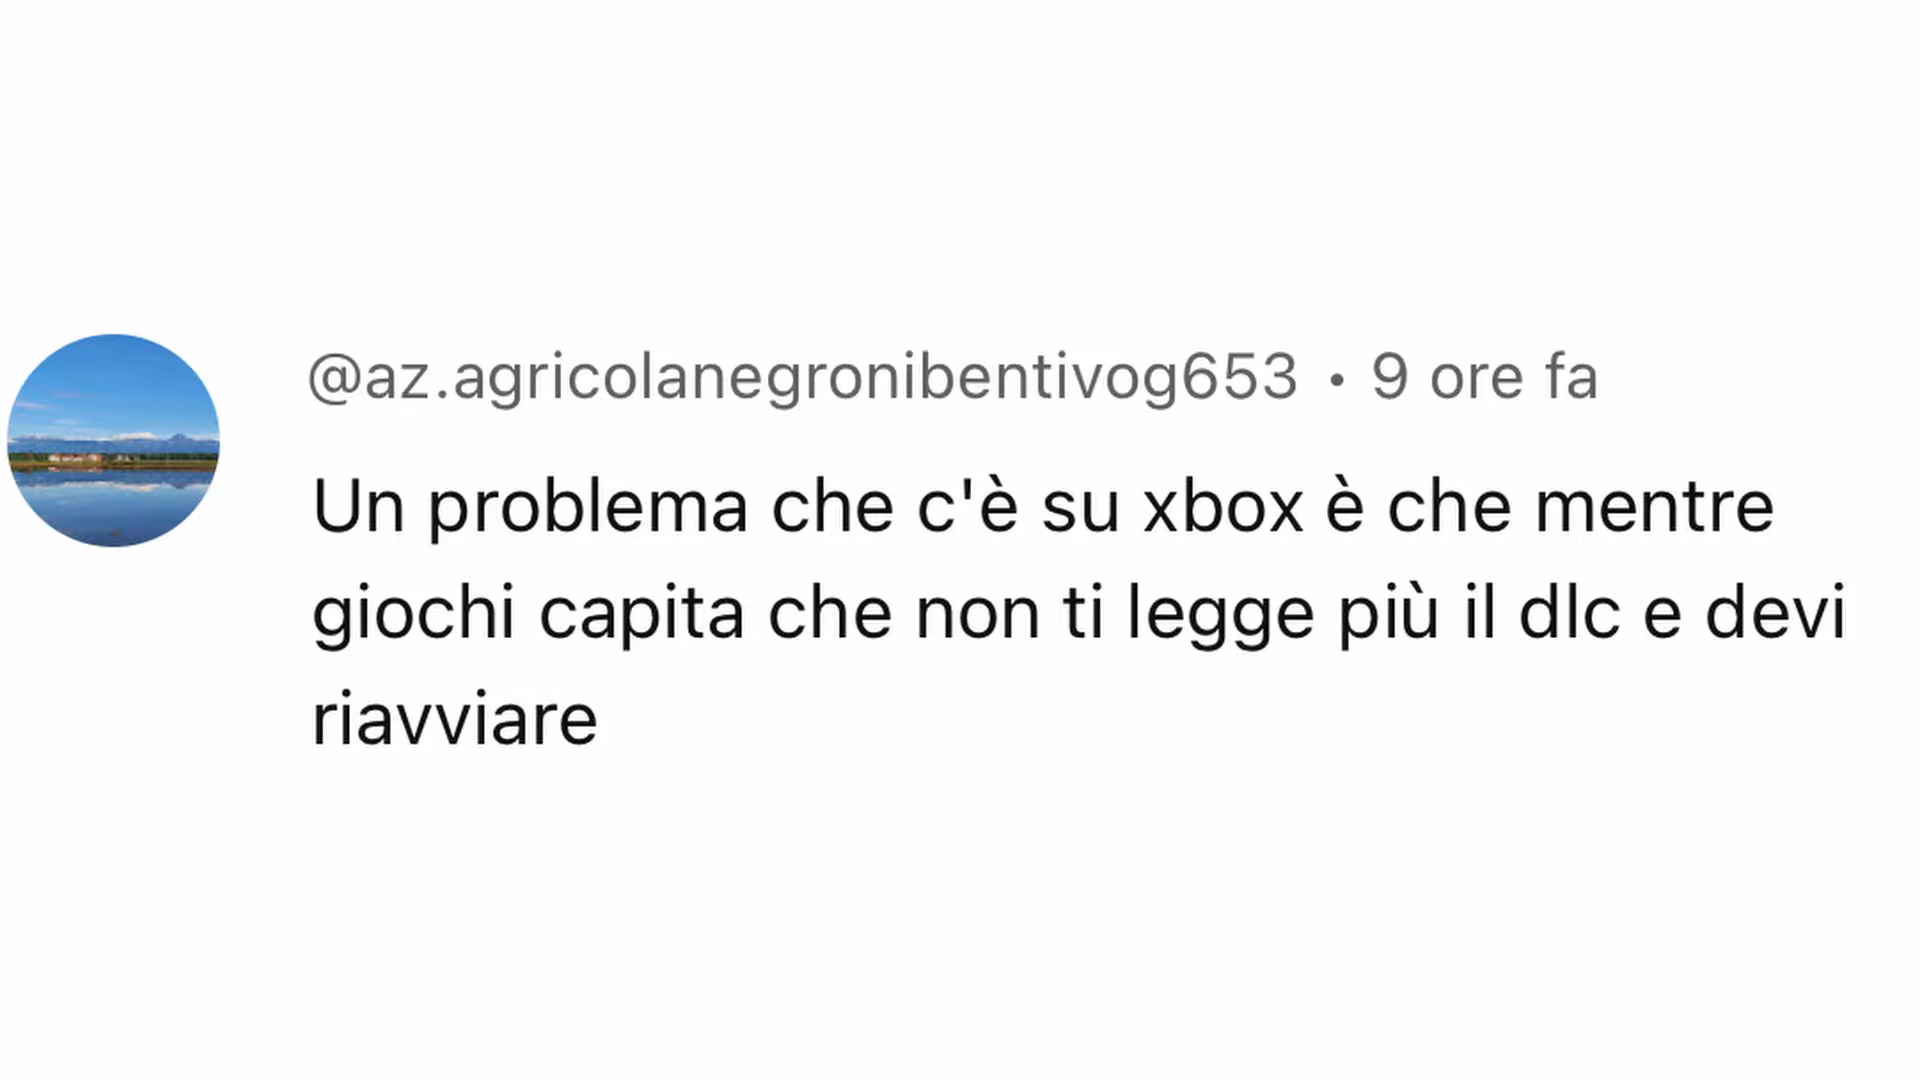 @az.agricolanegronibentivog653 • 9 ore fa
Un problema che c'è su xbox è che mentre
giochi capita che non ti legge più il dlc e devi
riavviare